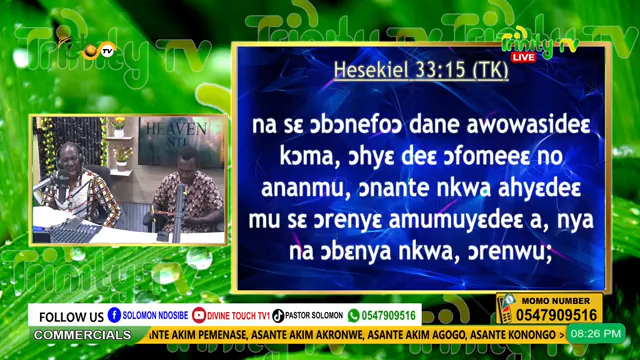 TV
Trinity TV
LIVE
Hesekiel 33:15 (TK)
na sɛ ɔbɔnefoɔ dane awowasideɛ
kɔma, ɔhyɛ deɛ ɔfomeeɛ no
ananmu, ɔnante nkwa ahyɛdeɛ
mu sɛ ɔrenyɛ amumuyɛdeɛ a, nya
na ɔbɛnya nkwa, ɔrenwu;
HEAVEN
FOLLOW US SOLOMON NDOSIBE DIVINE TOUCH TV1 PASTOR SOLOMON 0547909516
MOMO NUMBER
0547909516
COMMERCIALS ANTE AKIM PEMENASE, ASANTE AKIM AKRONWE, ASANTE AKIM AGOGO, ASANTE KONONGO > 08:26 PM